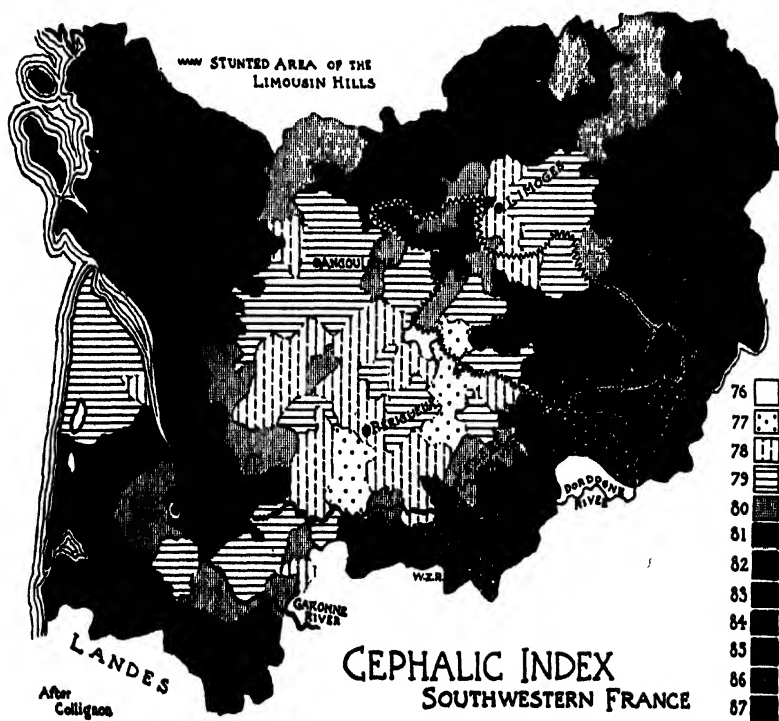 STUNTED AREA OF THE
LIMOUSIN HILLS
LIMOGES
ANGOUL
PERIGUEUX
76
77
78
79
80
81
82
83
84
85
86
87
DORDOGNE
RIVER
W.Z.R.
GARONNE
RIVER
LANDES
CEPHALIC INDEX
SOUTHWESTERN FRANCE
After
Collignon